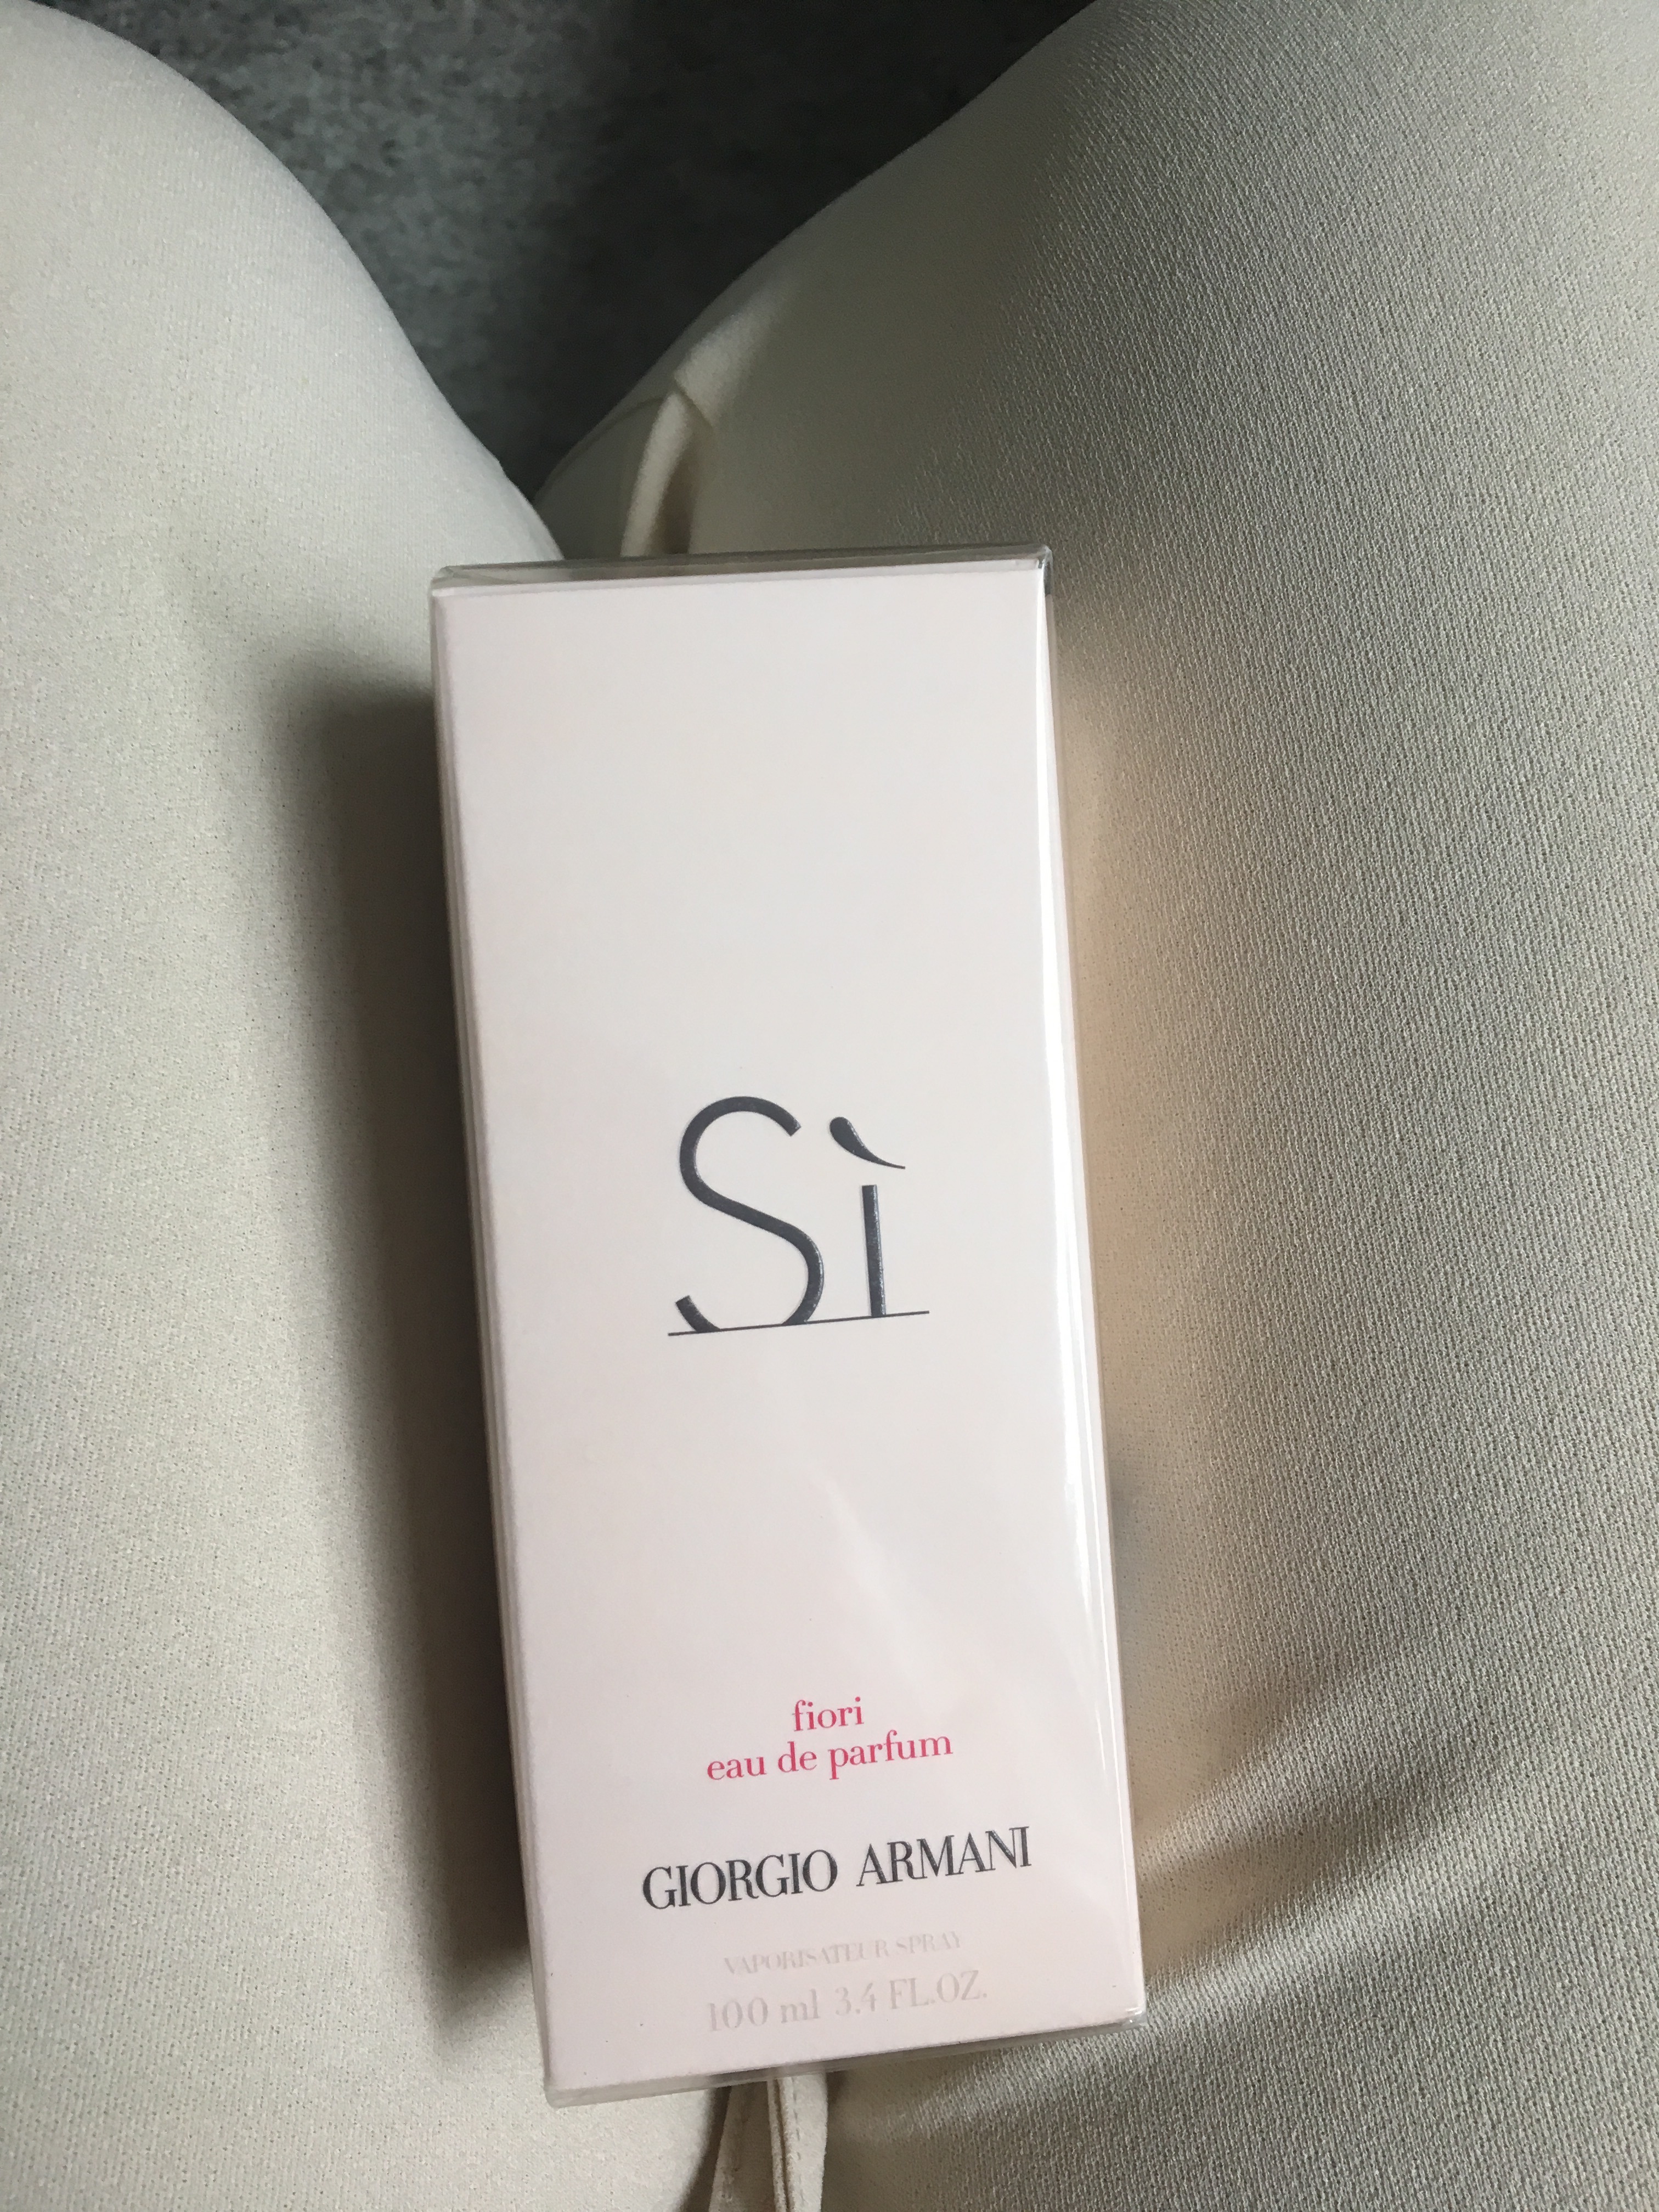 Sì
fiori
eau de parfum
GIORGIO ARMANI
VAPORISATEUR SPRAY
100 ml 3.4 FL.OZ.